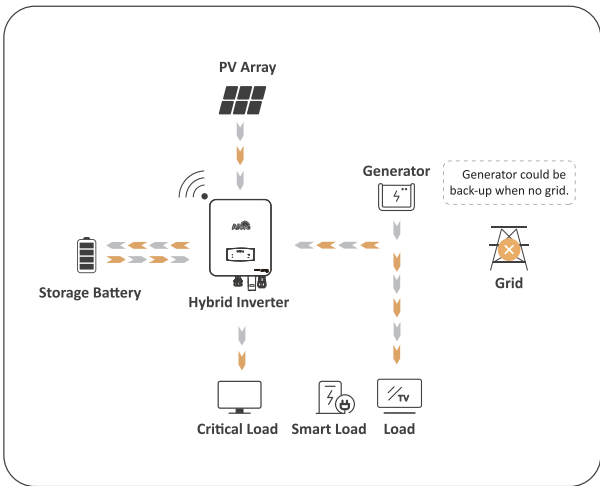 PV Array
Generator
Generator could be
back-up when no grid.
Storage Battery
Hybrid Inverter
Grid
TV
Critical Load
Smart Load
Load